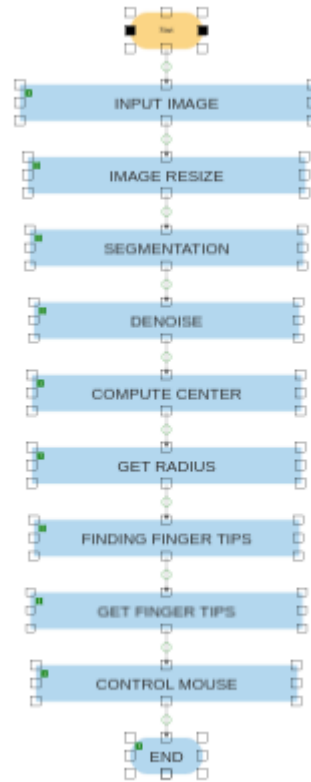 Start
INPUT IMAGE
IMAGE RESIZE
SEGMENTATION
DENOISE
COMPUTE CENTER
GET RADIUS
FINDING FINGER TIPS
GET FINGER TIPS
CONTROL MOUSE
END